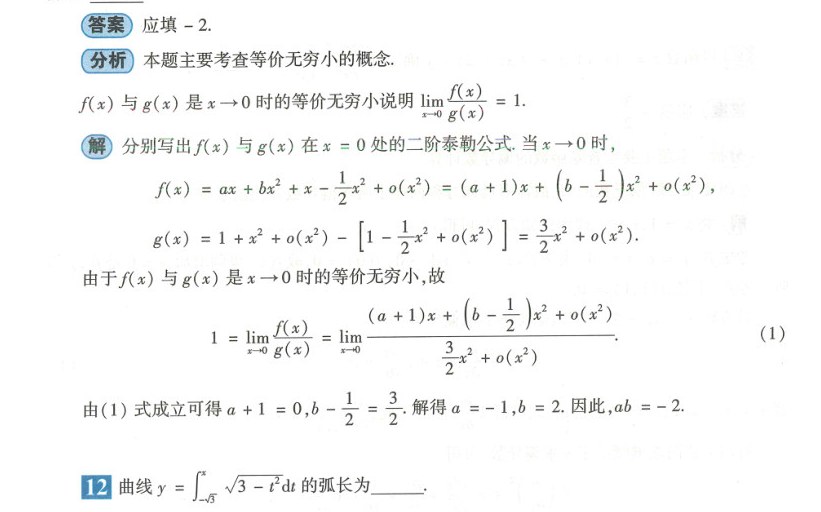 答案 应填 -2.
分析 本题主要考查等价无穷小的概念.
f(x) 与 g(x) 是 x→0 时的等价无穷小说明 lim_{x→0} f(x)/g(x) = 1.
解 分别写出 f(x) 与 g(x) 在 x = 0 处的二阶泰勒公式. 当 x→0 时,
f(x) = ax + bx² + x - 1/2 x² + o(x²) = (a + 1)x + (b - 1/2)x² + o(x²),
g(x) = 1 + x² + o(x²) - [1 - 1/2 x² + o(x²)] = 3/2 x² + o(x²).
由于 f(x) 与 g(x) 是 x→0 时的等价无穷小,故
1 = lim_{x→0} f(x)/g(x) = lim_{x→0} ((a + 1)x + (b - 1/2)x² + o(x²))/(3/2 x² + o(x²)). (1)
由(1) 式成立可得 a + 1 = 0, b - 1/2 = 3/2. 解得 a = -1, b = 2. 因此, ab = -2.
12 曲线 y = ∫_{-√3}^{x} √(3 - t²)dt 的弧长为______.